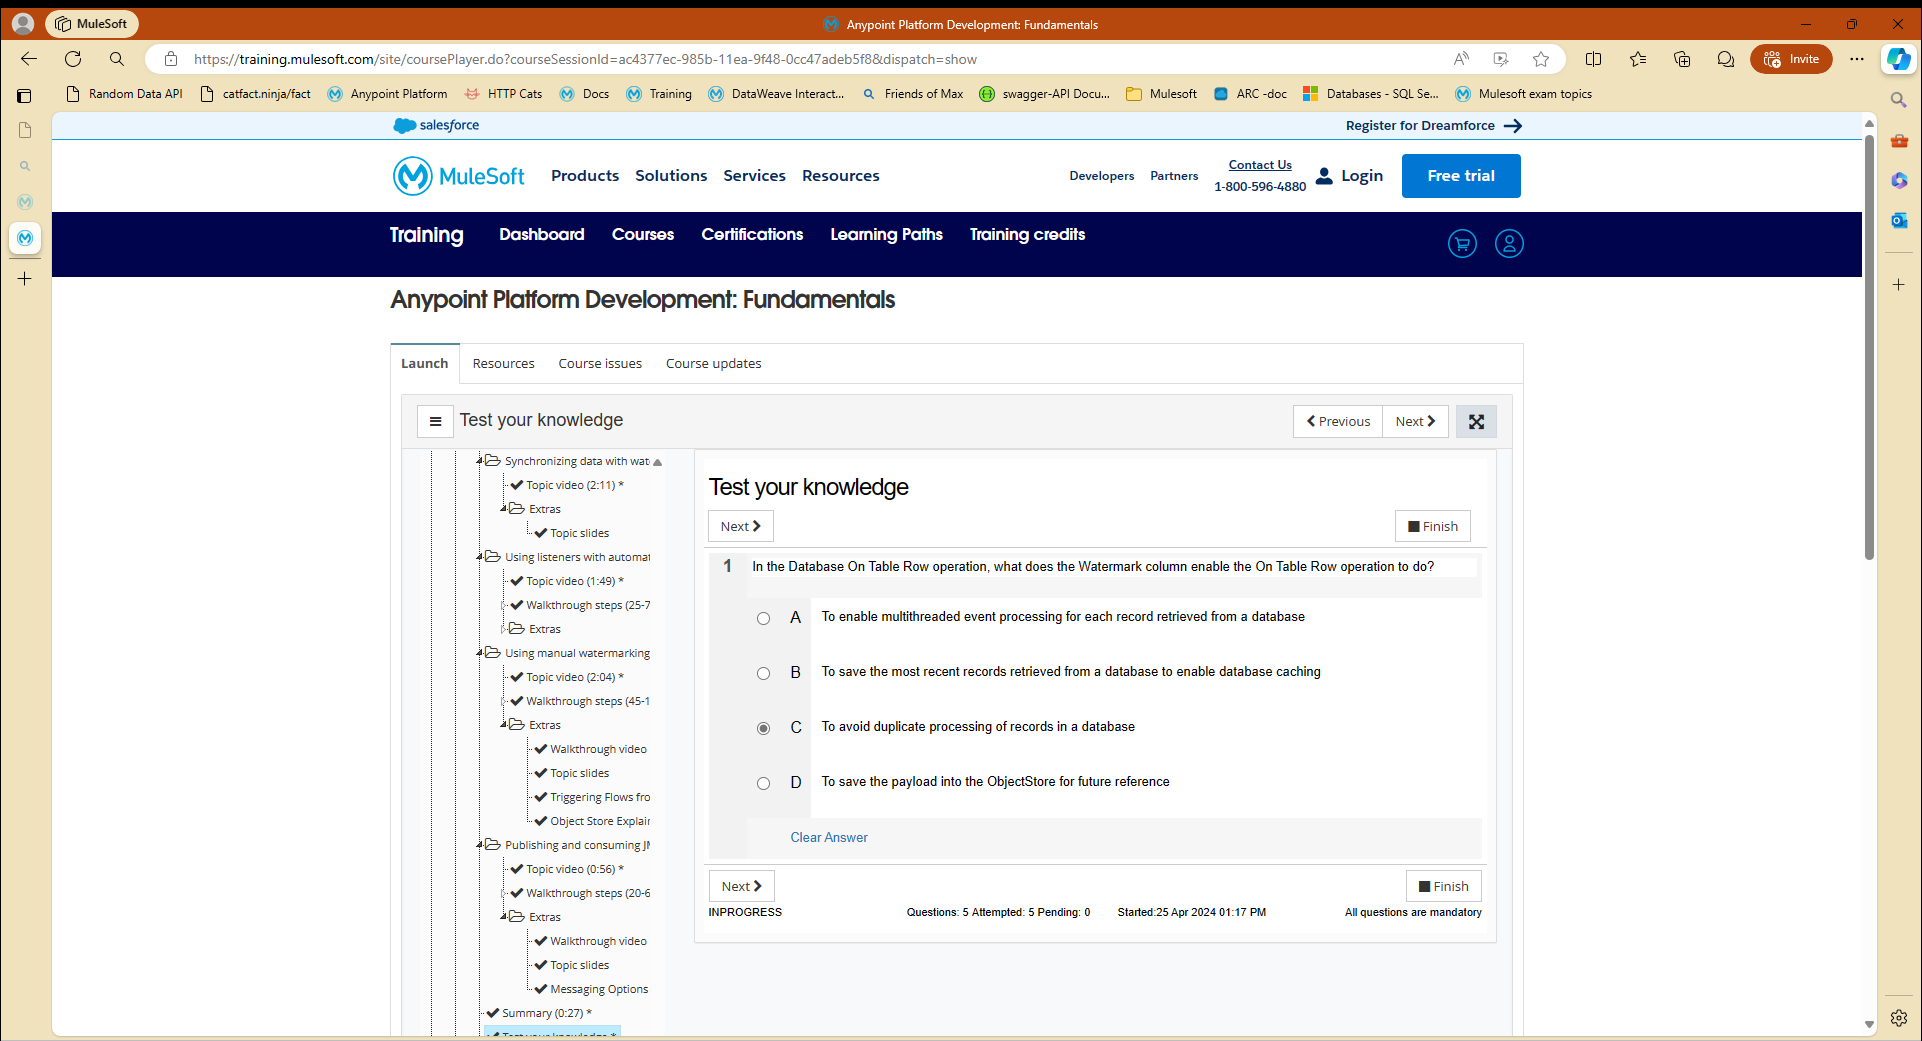 MuleSoft
Anypoint Platform Development: Fundamentals
https://training.mulesoft.com/site/coursePlayer.do?courseSessionId=ac4377ec-985b-11ea-9f48-0cc47adeb5f8&dispatch=show
Invite
Random Data API
catfact.ninja/fact
Anypoint Platform
HTTP Cats
Docs
Training
DataWeave Interact...
Friends of Max
swagger-API Docu...
Mulesoft
ARC -doc
Databases - SQL Se...
Mulesoft exam topics
salesforce
Register for Dreamforce
MuleSoft
Products
Solutions
Services
Resources
Developers
Partners
Contact Us
1-800-596-4880
Login
Free trial
Training
Dashboard
Courses
Certifications
Learning Paths
Training credits
Anypoint Platform Development: Fundamentals
Launch
Resources
Course issues
Course updates
Test your knowledge
Previous
Next
Synchronizing data with wat
Topic video (2:11) *
Extras
Topic slides
Using listeners with automat
Topic video (1:49) *
Walkthrough steps (25-7
Extras
Using manual watermarking
Topic video (2:04) *
Walkthrough steps (45-1
Extras
Walkthrough video
Topic slides
Triggering Flows fro
Object Store Explain
Publishing and consuming JM
Topic video (0:56) *
Walkthrough steps (20-6
Extras
Walkthrough video
Topic slides
Messaging Options
Summary (0:27) *
Test your knowledge *
Test your knowledge
Next
Finish
1 In the Database On Table Row operation, what does the Watermark column enable the On Table Row operation to do?
A To enable multithreaded event processing for each record retrieved from a database
B To save the most recent records retrieved from a database to enable database caching
C To avoid duplicate processing of records in a database
D To save the payload into the ObjectStore for future reference
Clear Answer
Next
Finish
INPROGRESS
Questions: 5 Attempted: 5 Pending: 0
Started:25 Apr 2024 01:17 PM
All questions are mandatory